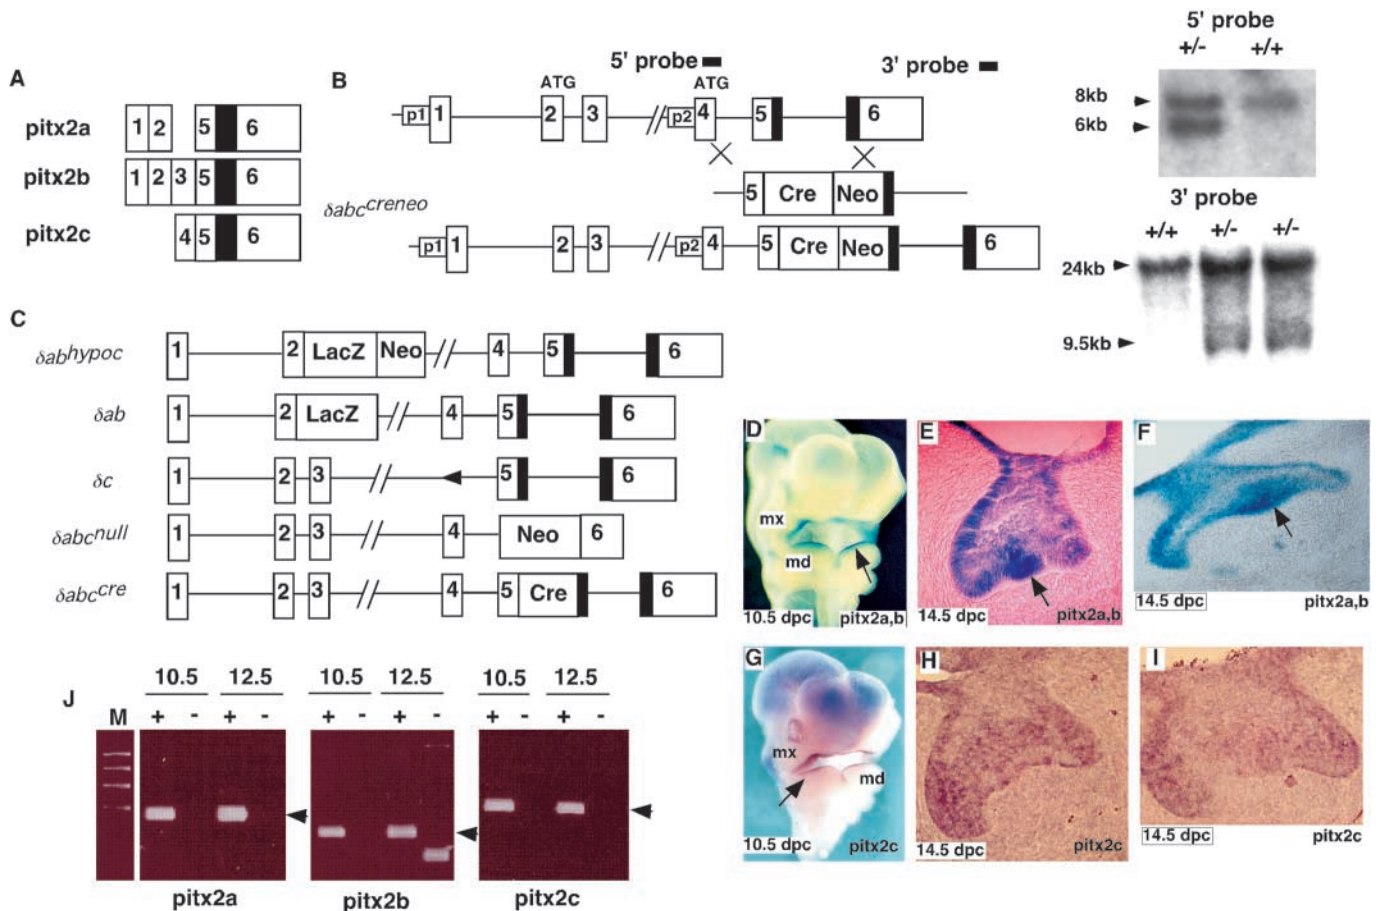 A
pitx2a
1 2 5 6
pitx2b
1 2 3 5 6
pitx2c
4 5 6
B
5' probe
3' probe
ATG ATG
p1 1 2 3 p2 4 5 6
5 Cre Neo
δabc^creneo
p1 1 2 3 p2 4 5 Cre Neo 6
5' probe
+/- +/+
8kb
6kb
3' probe
+/+ +/- +/-
24kb
9.5kb
C
δab^hypoc
1 2 LacZ Neo 4 5 6
δab
1 2 LacZ 4 5 6
δc
1 2 3 5 6
δabc^null
1 2 3 4 Neo 6
δabc^cre
1 2 3 4 5 Cre 6
D
mx
md
10.5 dpc
pitx2a,b
E
14.5 dpc
pitx2a,b
F
14.5 dpc
pitx2a,b
G
mx
md
10.5 dpc
pitx2c
H
14.5 dpc
pitx2c
I
14.5 dpc
pitx2c
J
10.5 12.5 10.5 12.5 10.5 12.5
M + - + - + - + - + - + -
pitx2a
pitx2b
pitx2c